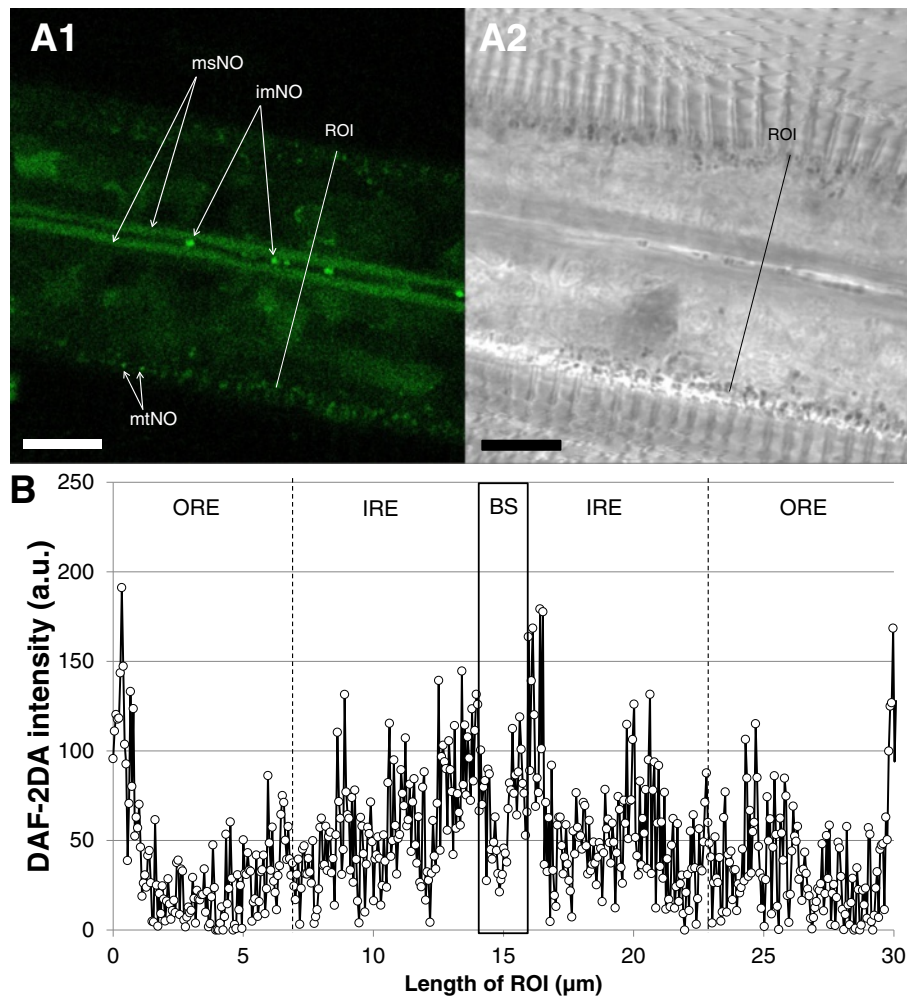 A1
A2
msNO
imNO
ROI
ROI
mtNO
B
250
200
150
100
50
0
DAF-2DA intensity (a.u.)
ORE
IRE
BS
IRE
ORE
0
5
10
15
20
25
30
Length of ROI (μm)